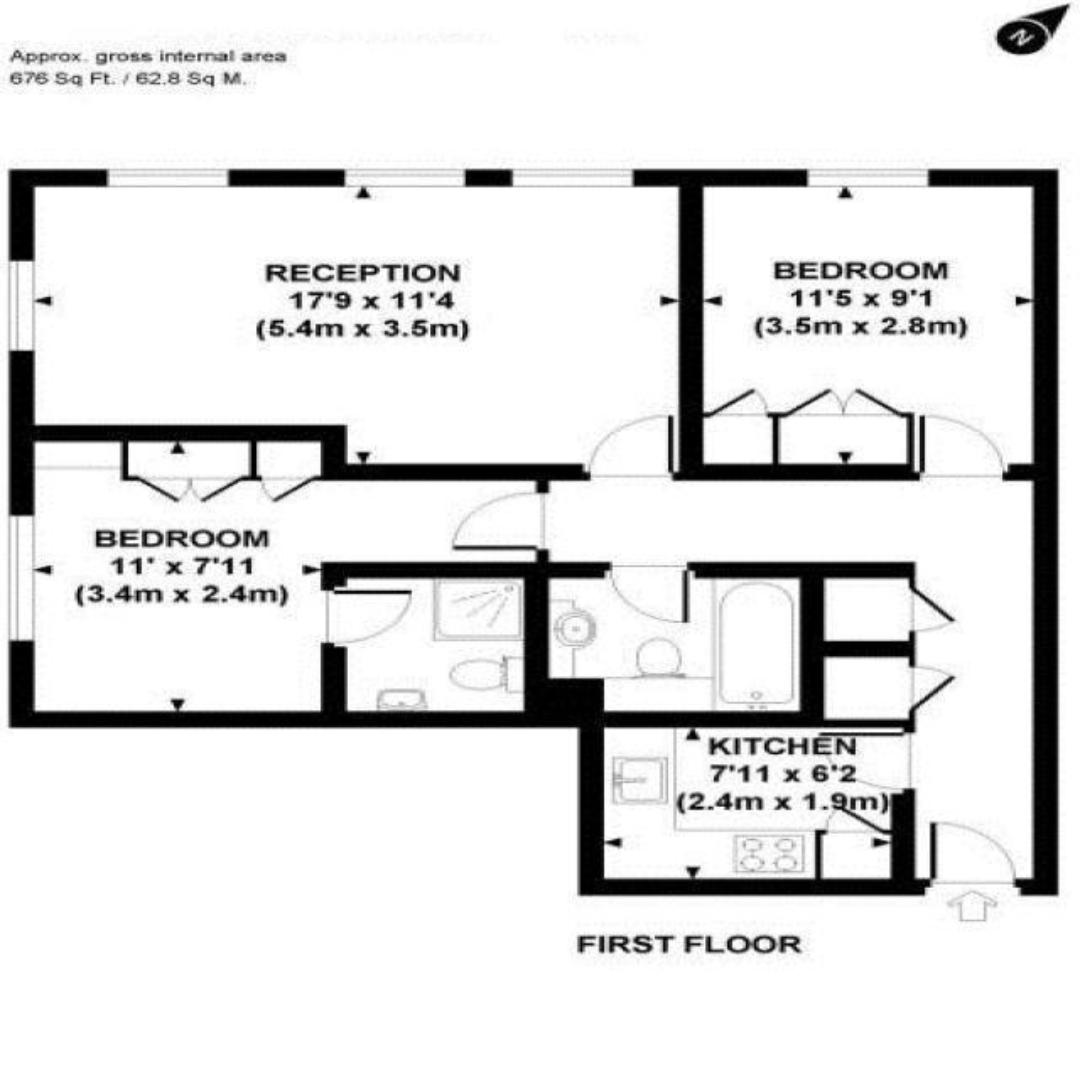 Approx. gross internal area
676 Sq Ft. / 62.8 Sq M.
N
RECEPTION
17'9 x 11'4
(5.4m x 3.5m)
BEDROOM
11'5 x 9'1
(3.5m x 2.8m)
BEDROOM
11' x 7'11
(3.4m x 2.4m)
KITCHEN
7'11 x 6'2
(2.4m x 1.9m)
FIRST FLOOR